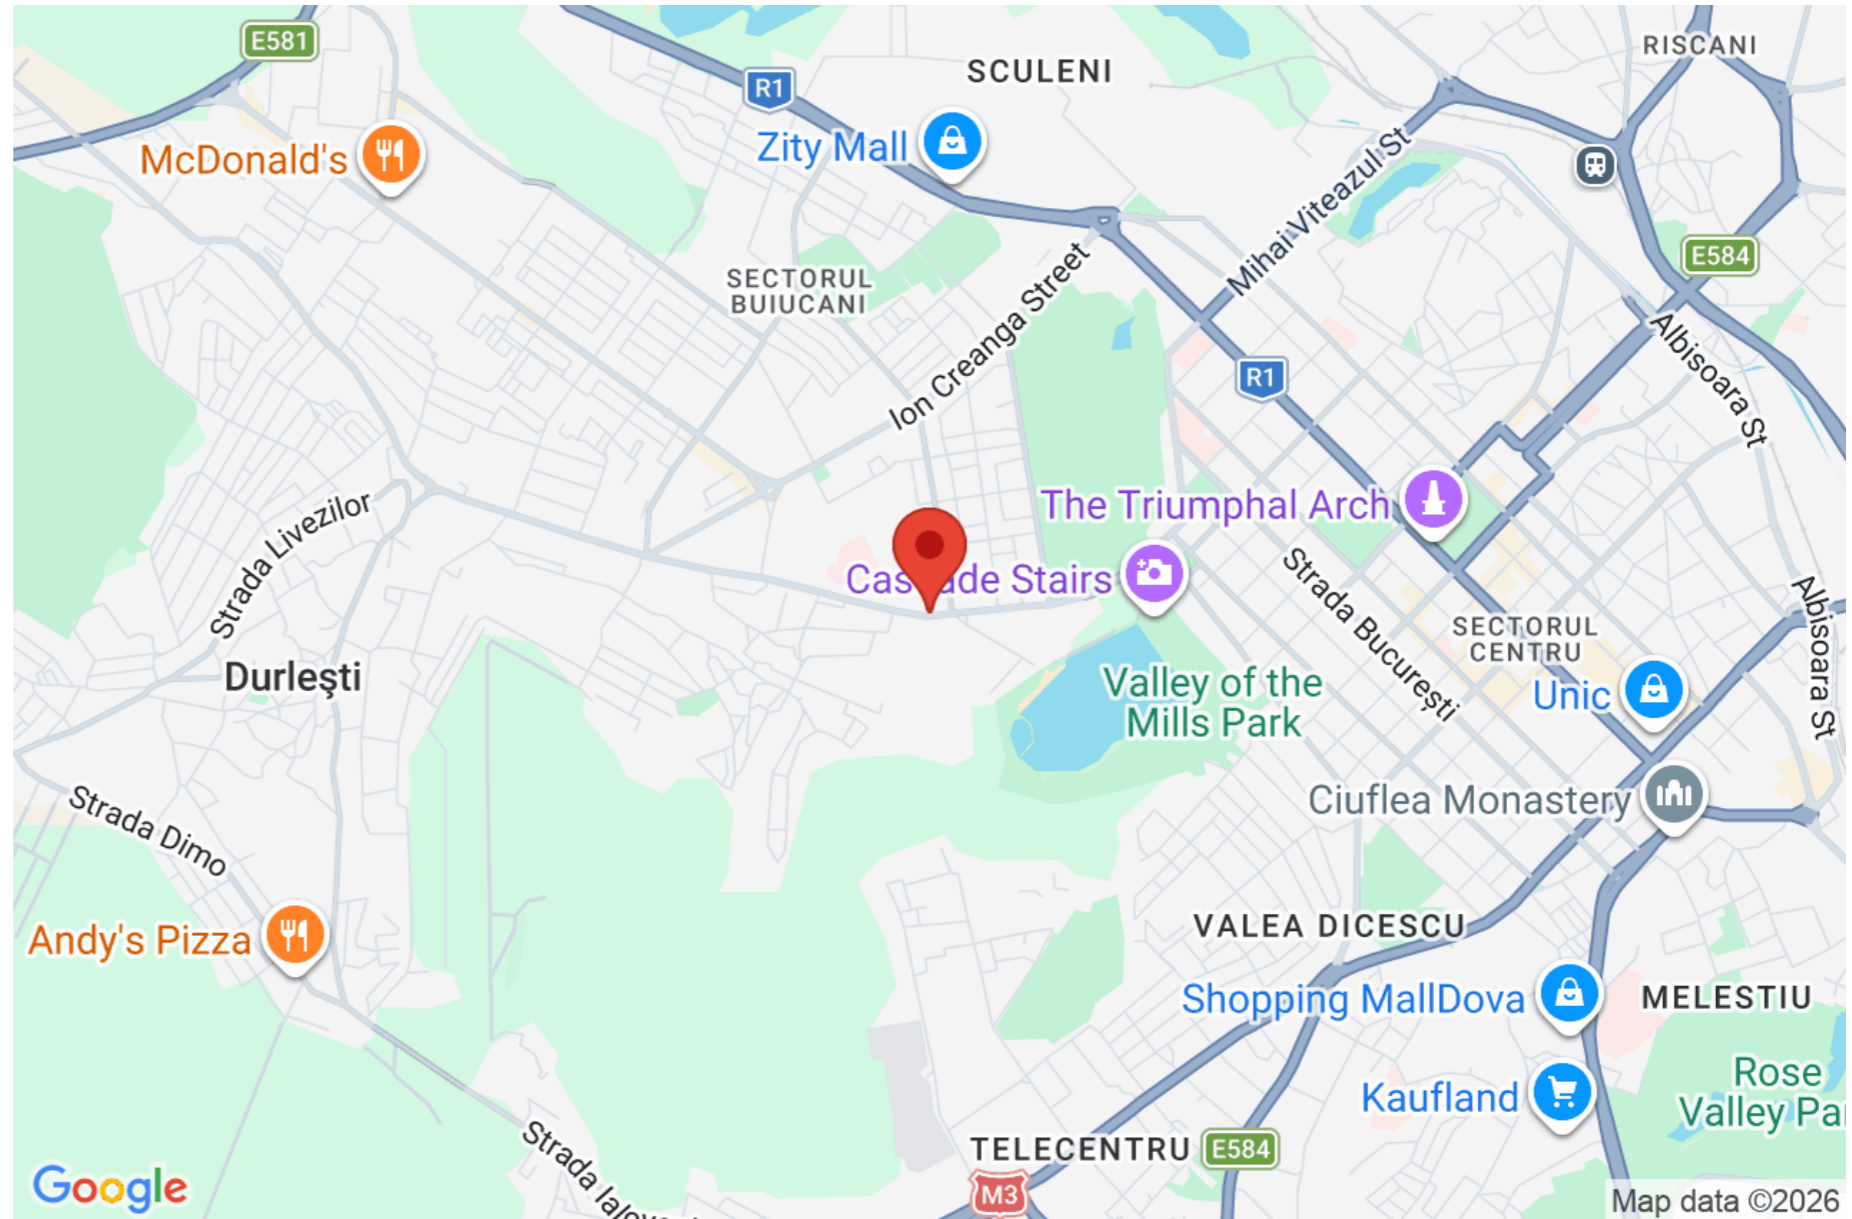 E581
RISCANI
SCULENI
R1
Zity Mall
McDonald's
Mihai Viteazul St
E584
SECTORUL
BUIUCANI
Ion Creanga Street
Albisoara St
R1
The Triumphal Arch
Strada Livezilor
Cascade Stairs
Strada București
Albisoara St
SECTORUL
CENTRU
Durleşti
Valley of the
Mills Park
Unic
Strada Dimo
Ciuflea Monastery
Andy's Pizza
VALEA DICESCU
Shopping MallDova
MELESTIU
Rose
Valley Pa
Kaufland
Strada
TELECENTRU
E584
M3
Google
Map data ©2026